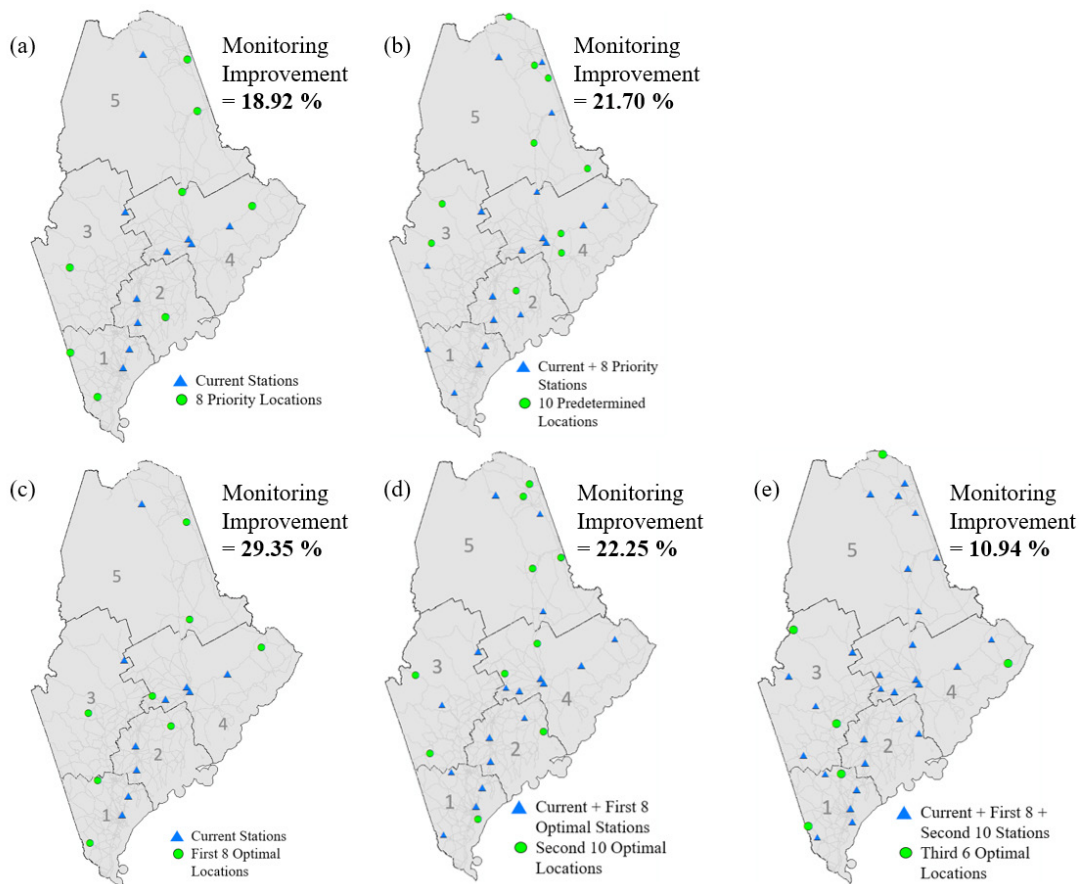 (a)
Monitoring
Improvement
= 18.92 %
5
3
4
2
1
Current Stations
8 Priority Locations
(b)
Monitoring
Improvement
= 21.70 %
5
3
4
2
1
Current + 8 Priority
Stations
10 Predetermined
Locations
(c)
Monitoring
Improvement
= 29.35 %
5
3
4
2
1
Current Stations
First 8 Optimal
Locations
(d)
Monitoring
Improvement
= 22.25 %
5
3
4
2
1
Current + First 8
Optimal Stations
Second 10 Optimal
Locations
(e)
Monitoring
Improvement
= 10.94 %
5
3
4
2
1
Current + First 8 +
Second 10 Stations
Third 6 Optimal
Locations